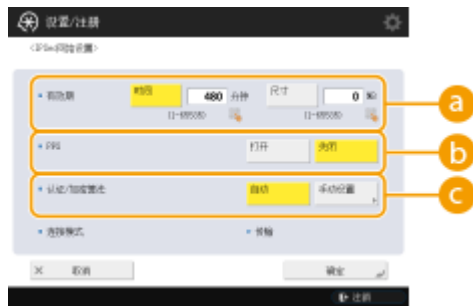 设置/注册
<IPSec网络设置>
• 有效期 时间 480 分钟 尺寸 0 MB
(1-65535) (1-65535)
a
• PFS 打开 关闭
b
• 认证/加密算法 自动 手动设置
c
• 连接模式 • 传输
× 取消 确定
注销